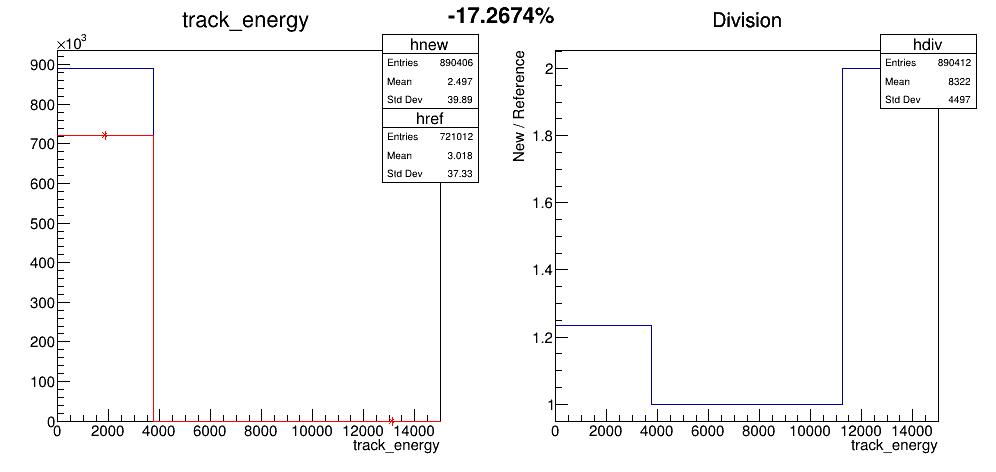 track_energy
-17.2674%
Division
×10³
hnew
Entries 890406
Mean 2.497
Std Dev 39.89
href
Entries 721012
Mean 3.018
Std Dev 37.33
900
800
700
600
500
400
300
200
100
0
0 2000 4000 6000 8000 10000 12000 14000
track_energy
hdiv
Entries 890412
Mean 8322
Std Dev 4497
New / Reference
2
1.8
1.6
1.4
1.2
1
0 2000 4000 6000 8000 10000 12000 14000
track_energy